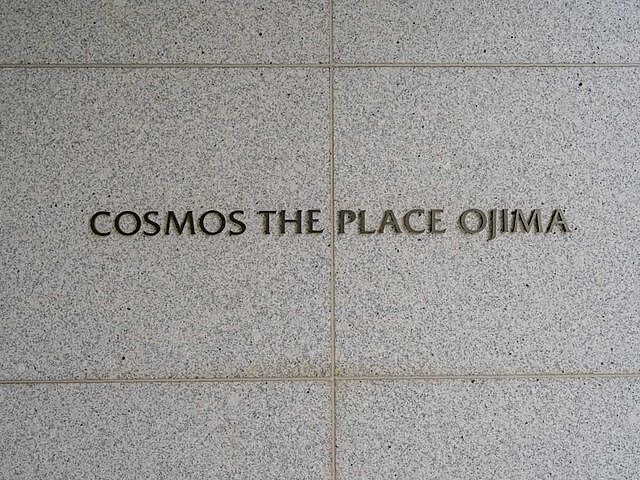 COSMOS THE PLACE OJIMA